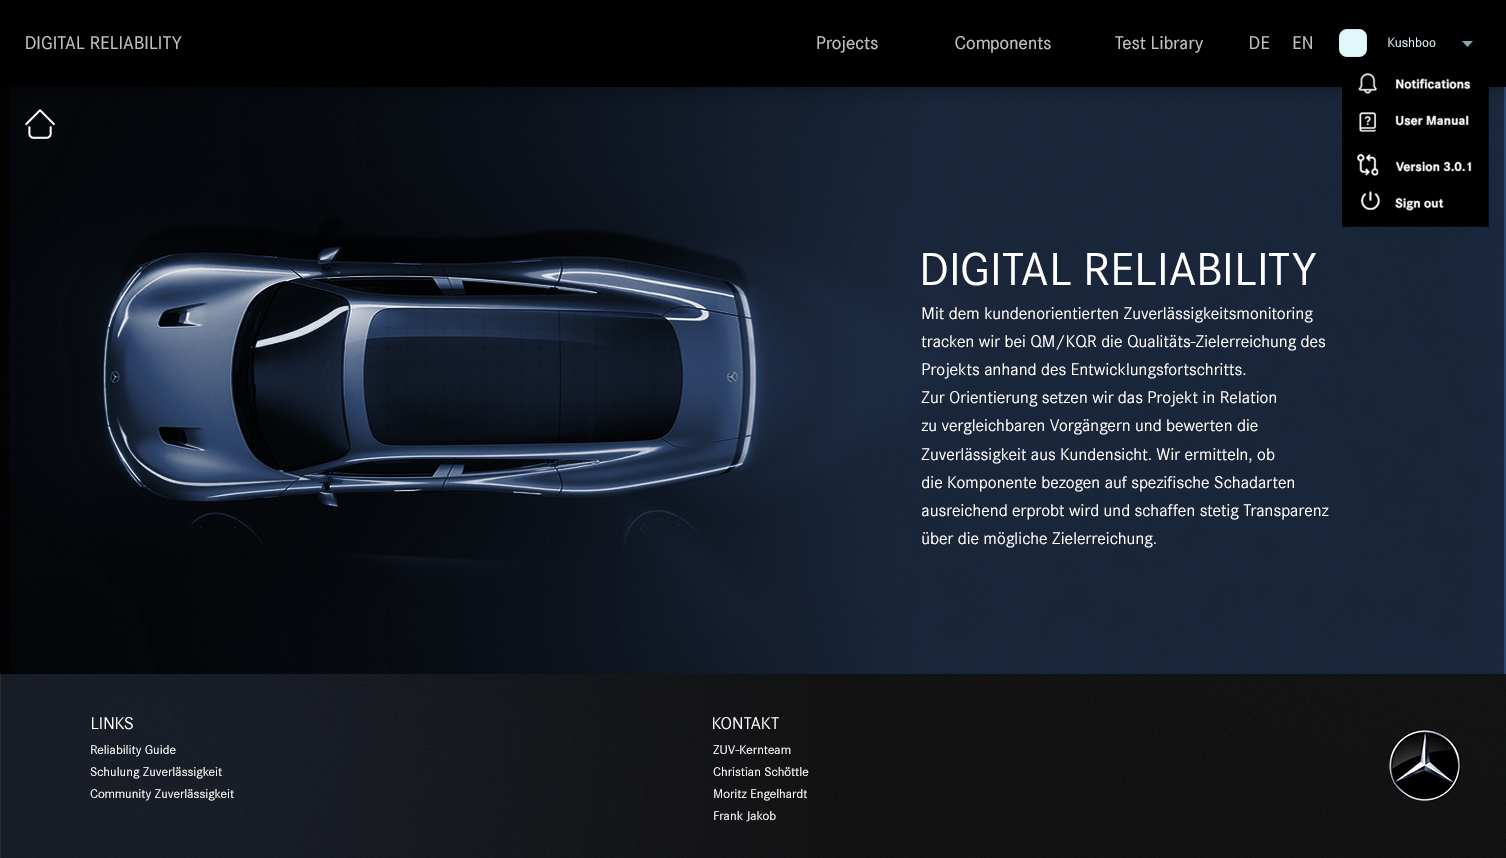 DIGITAL RELIABILITY
Projects
Components
Test Library
DE
EN
Kushboo
Notifications
User Manual
Version 3.0.1
Sign out
DIGITAL RELIABILITY
Mit dem kundenorientierten Zuverlässigkeitsmonitoring
tracken wir bei QM/KQR die Qualitäts-Zielerreichung des
Projekts anhand des Entwicklungsfortschritts.
Zur Orientierung setzen wir das Projekt in Relation
zu vergleichbaren Vorgängern und bewerten die
Zuverlässigkeit aus Kundensicht. Wir ermitteln, ob
die Komponente bezogen auf spezifische Schadarten
ausreichend erprobt wird und schaffen stetig Transparenz
über die mögliche Zielerreichung.
LINKS
Reliability Guide
Schulung Zuverlässigkeit
Community Zuverlässigkeit
KONTAKT
ZUV-Kernteam
Christian Schöttle
Moritz Engelhardt
Frank Jakob